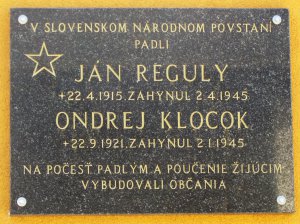 V SLOVENSKOM NÁRODNOM POVSTANÍ
PADLI
JÁN REGULY
+22.4.1915. ZAHYNUL 2.4.1945
ONDREJ KLOCOK
+22.9.1921. ZAHYNUL 2.1.1945
NA POČESŤ PADLÝM A POUČENIE ŽIJÚCIM
VYBUDOVALI OBČANIA